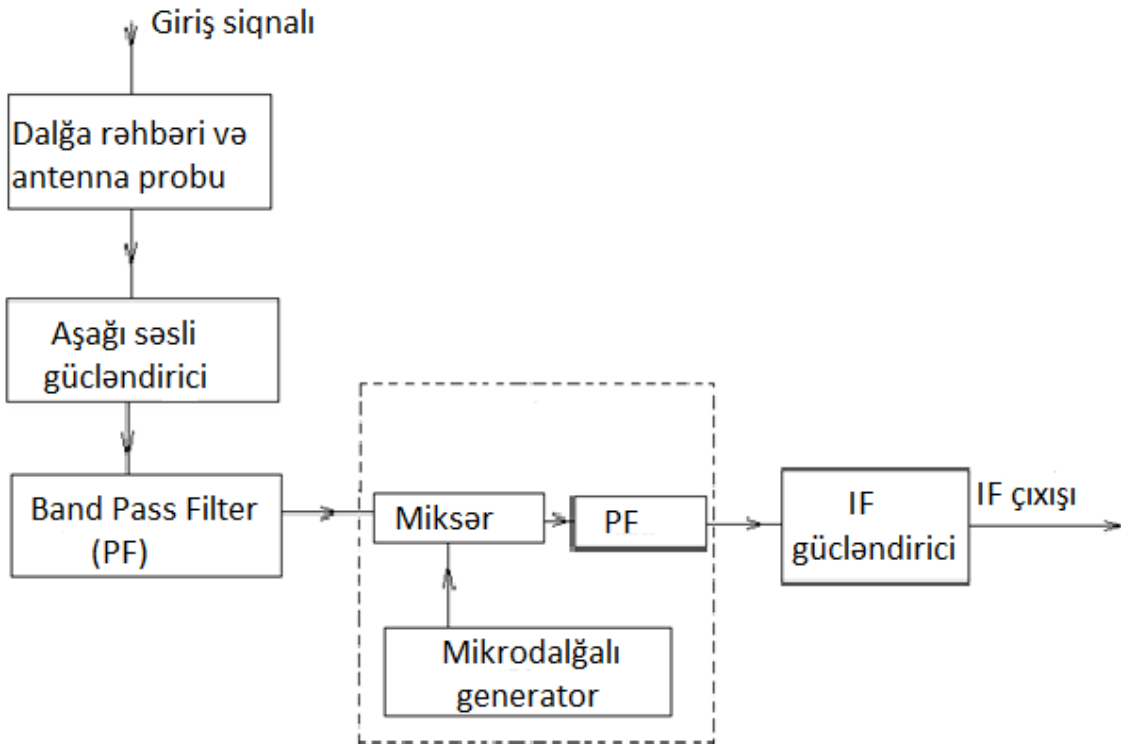 Giriş siqnalı
Dalğa rəhbəri və
antenna probu
Aşağı səsli
gücləndirici
Band Pass Filter
(PF)
Miksər
PF
Mikrodalğalı
generator
IF
gücləndirici
IF çıxışı